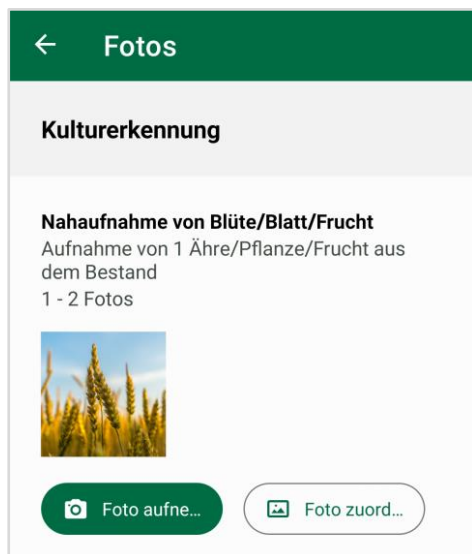 Fotos
Kulturerkennung
Nahaufnahme von Blüte/Blatt/Frucht
Aufnahme von 1 Ähre/Pflanze/Frucht aus
dem Bestand
1 - 2 Fotos
Foto aufne...
Foto zuord...